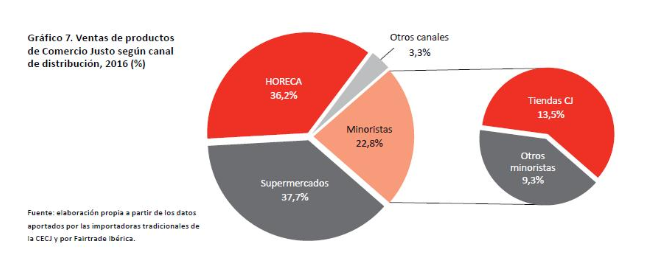 Gráfico 7. Ventas de productos
de Comercio Justo según canal
de distribución, 2016 (%)
Otros canales
3,3%
HORECA
36,2%
Minoristas
22,8%
Supermercados
37,7%
Tiendas CJ
13,5%
Otros
minoristas
9,3%
Fuente: elaboración propia a partir de los datos
aportados por las importadoras tradicionales de
la CECJ y por Fairtrade Ibérica.